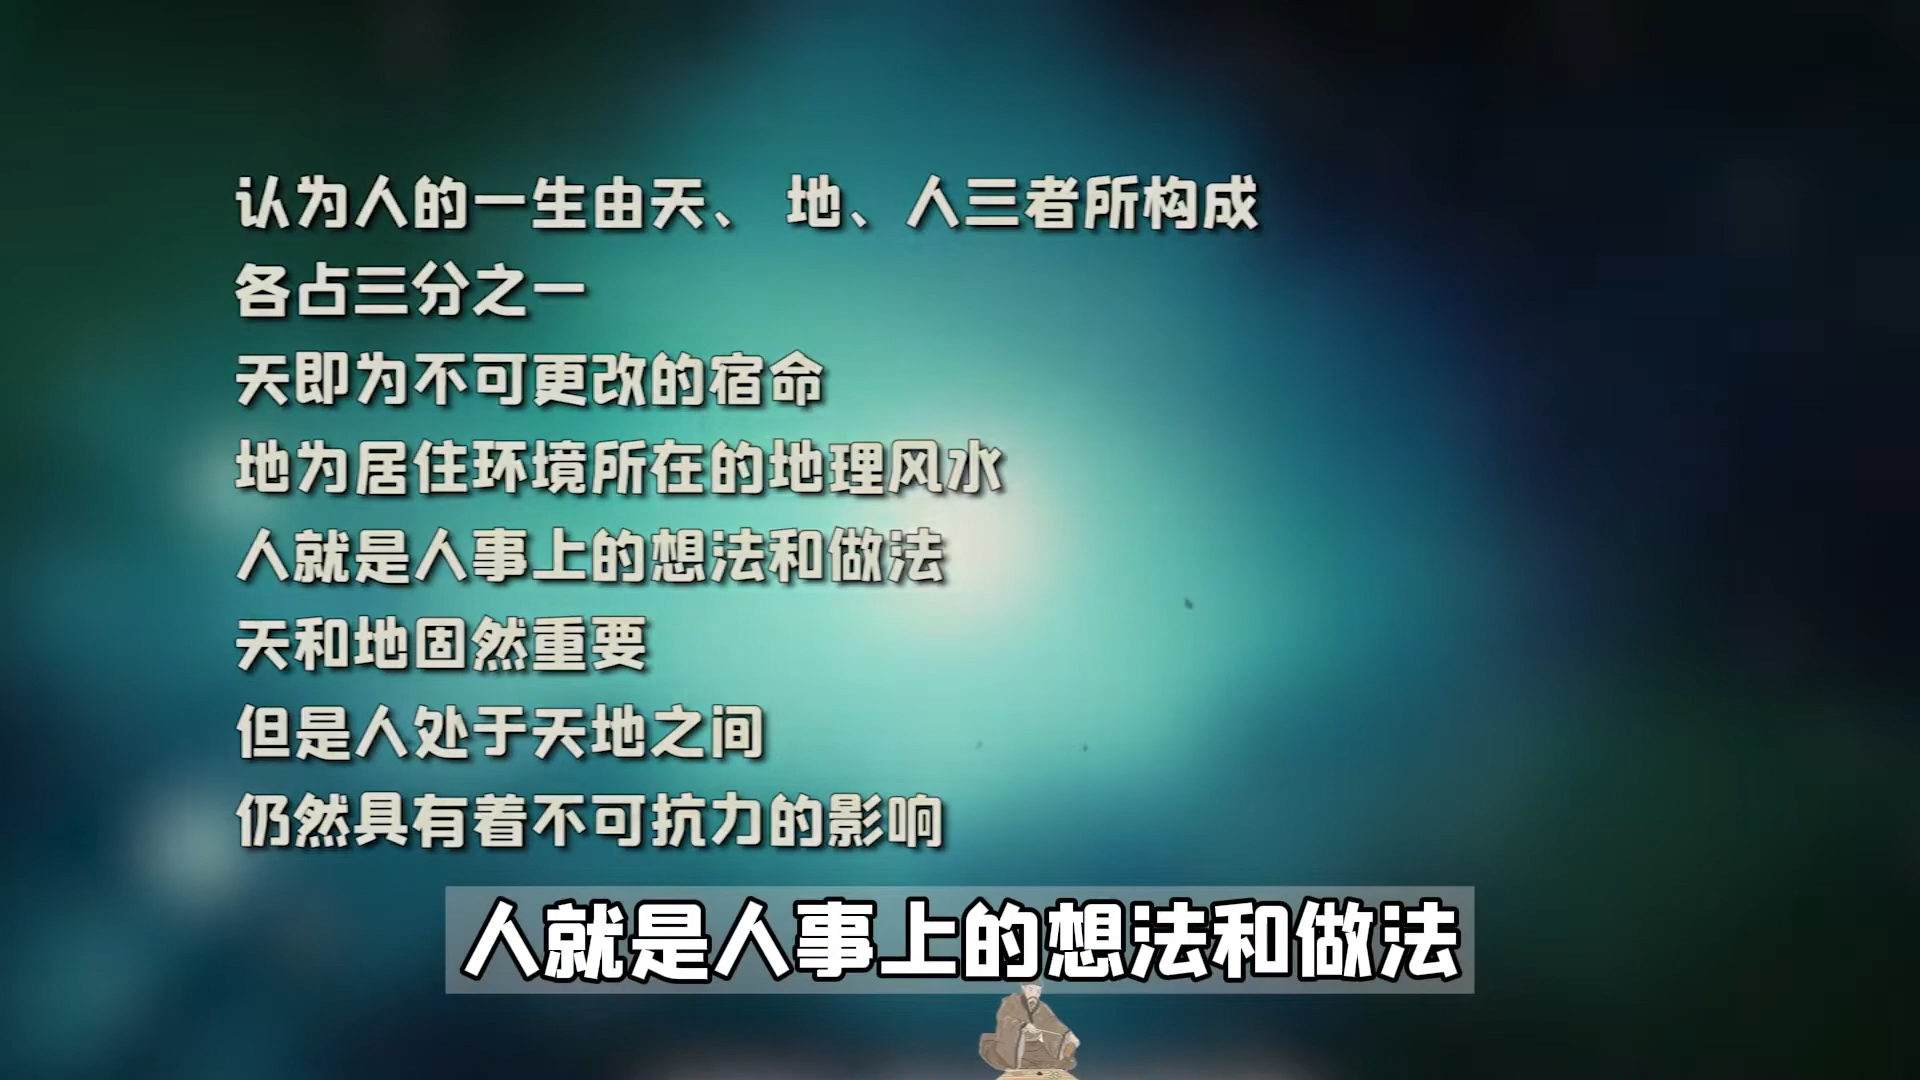 认为人的一生由天、 地、人三者所构成
各占三分之一
天即为不可更改的宿命
地为居住环境所在的地理风水
人就是人事上的想法和做法
天和地固然重要
但是人处于天地之间
仍然具有着不可抗力的影响
人就是人事上的想法和做法